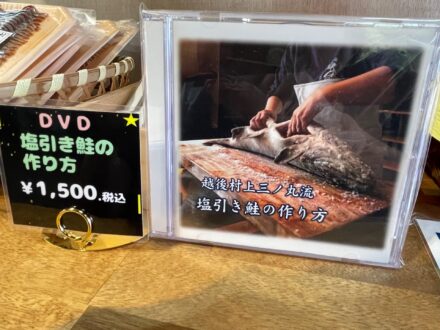 DVD
塩引き鮭の
作り方
￥1,500.税込
越後村上三ノ丸流
塩引き鮭の作り方